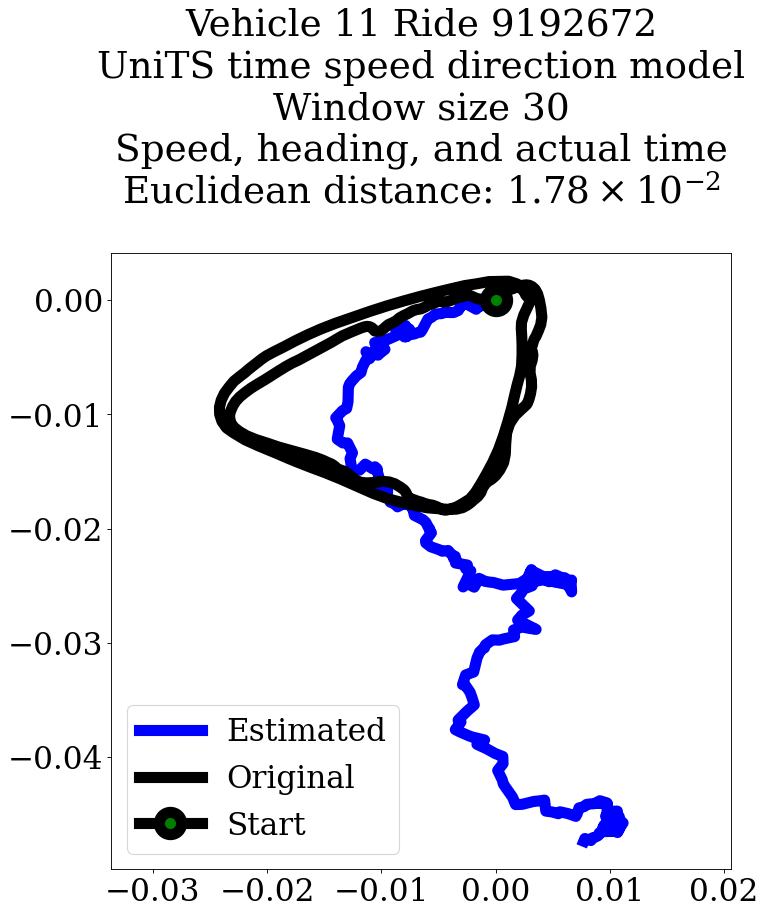 Vehicle 11 Ride 9192672
UniTS time speed direction model
Window size 30
Speed, heading, and actual time
Euclidean distance: 1.78 × 10⁻²
0.00
−0.01
−0.02
−0.03
−0.04
Estimated
Original
Start
−0.03 −0.02 −0.01 0.00 0.01 0.02